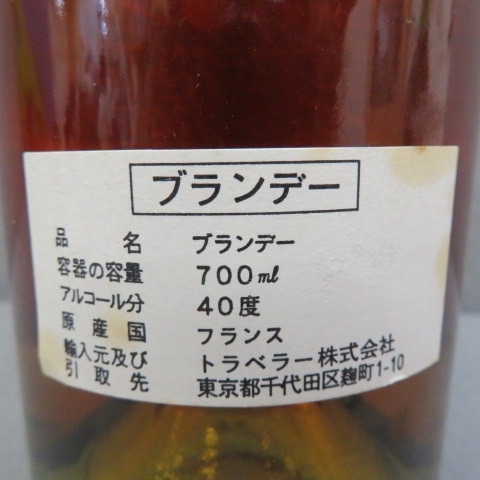 ブランデー
品名 ブランデー
容器の容量 700ml
アルコール分 40度
原産国 フランス
輸入元及び引取先 トラベラー株式会社
東京都千代田区麹町1-10